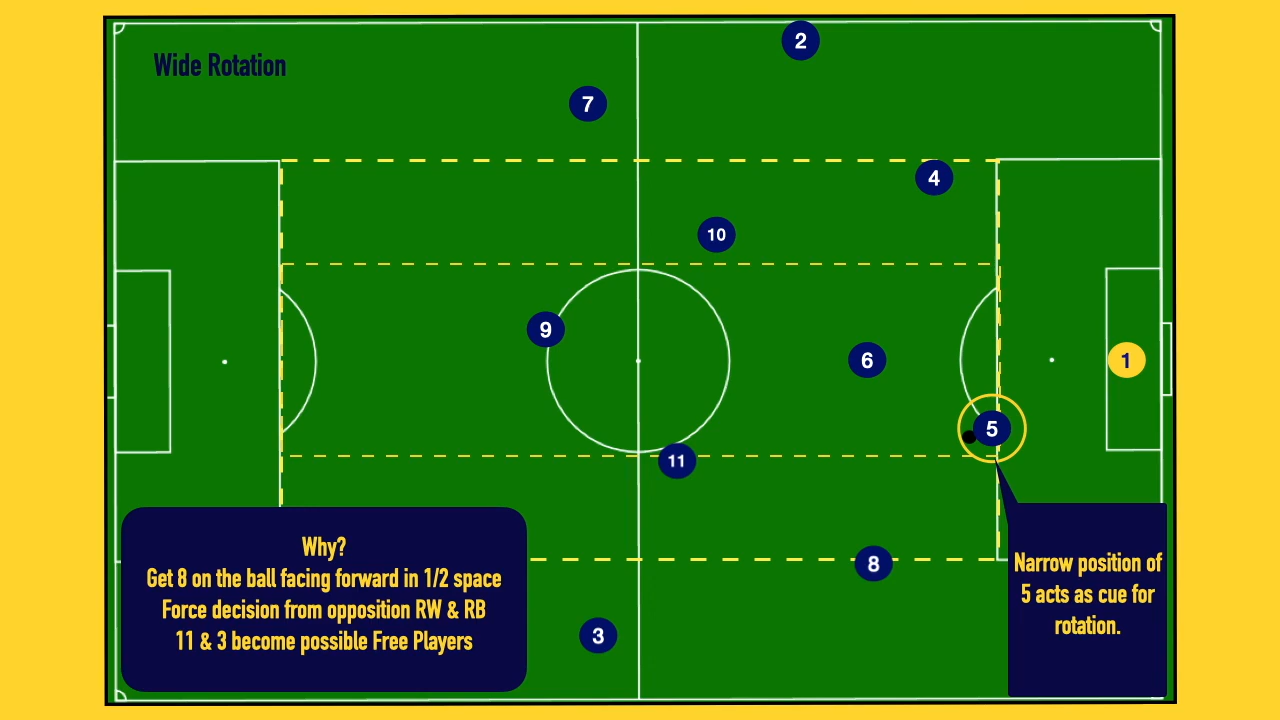 Wide Rotation
2
7
4
10
9
6
1
5
11
8
3
Why?
Get 8 on the ball facing forward in 1/2 space
Force decision from opposition RW & RB
11 & 3 become possible Free Players
Narrow position of
5 acts as cue for
rotation.